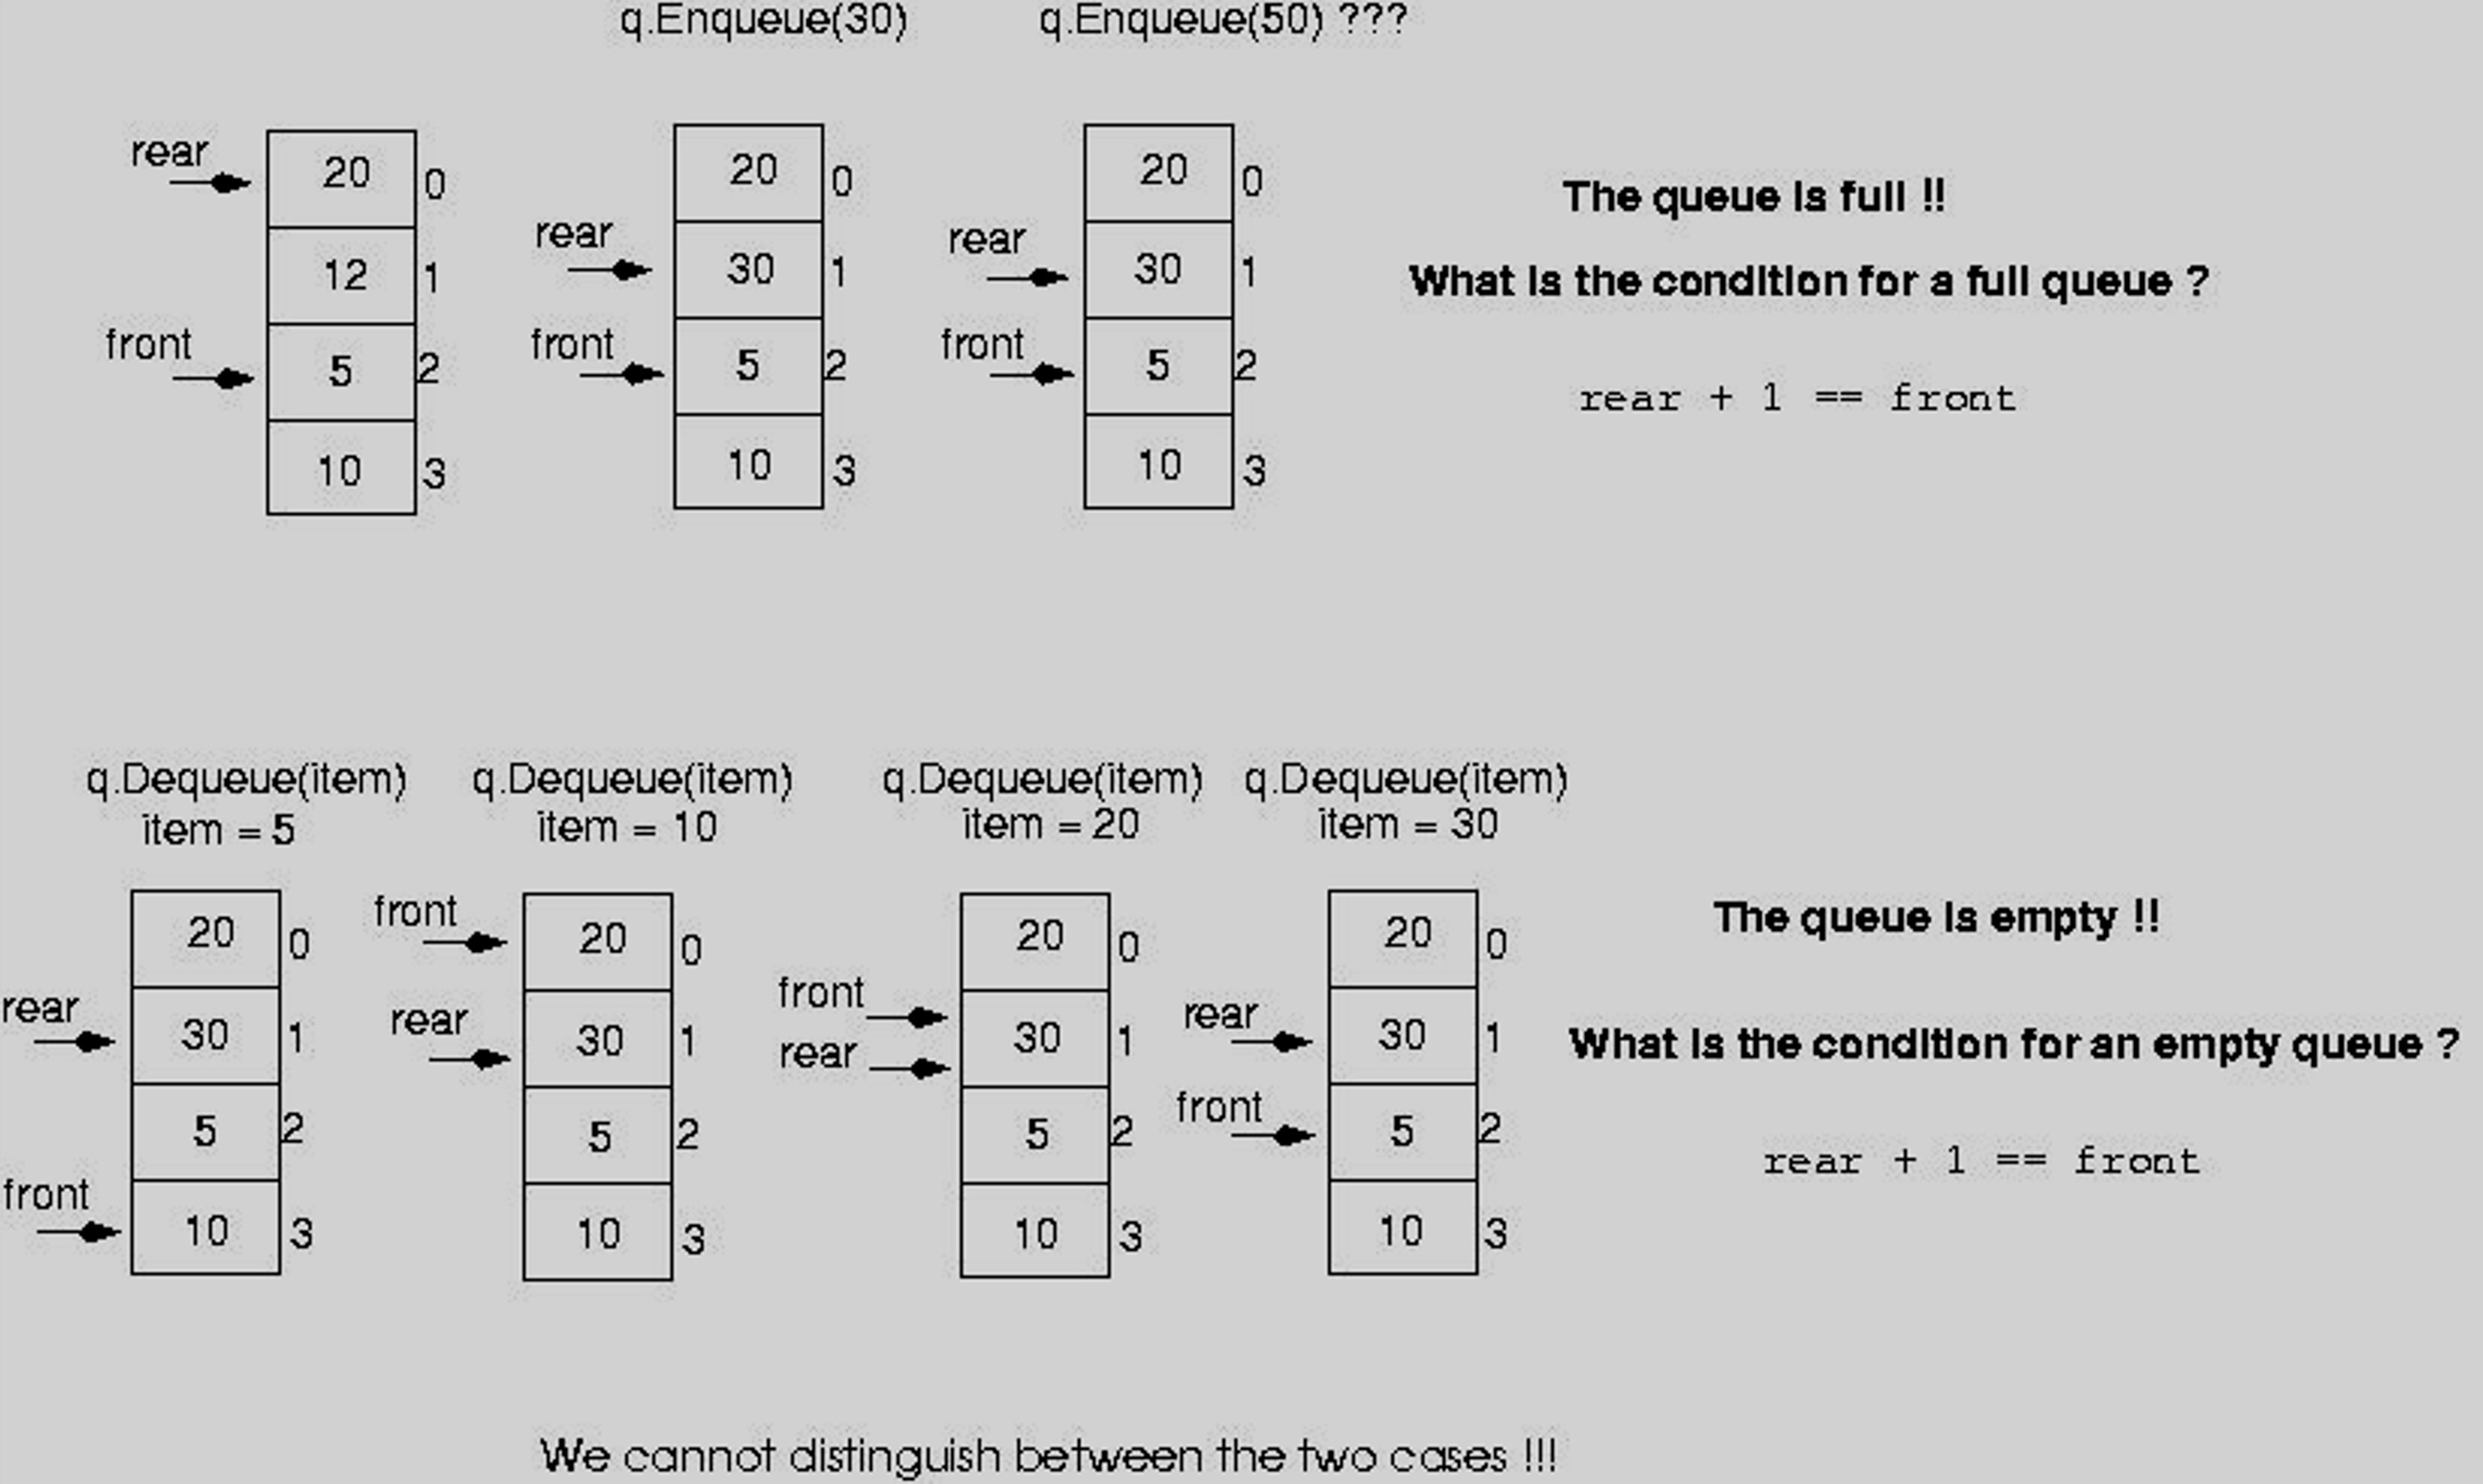 q.Enqueue(30) q.Enqueue(50) ???
rear 20 0 20 0 20 0 The queue is full !!
12 1 rear 30 1 rear 30 1 What is the condition for a full queue ?
front 5 2 front 5 2 front 5 2 rear + 1 == front
10 3 10 3 10 3
q.Dequeue(item) q.Dequeue(item) q.Dequeue(item) q.Dequeue(item)
item = 5 item = 10 item = 20 item = 30
20 0 front 20 0 20 0 20 0 The queue is empty !!
rear 30 1 rear 30 1 front rear 30 1 rear 30 1 What is the condition for an empty queue ?
5 2 5 2 5 2 front 5 2 rear + 1 == front
front 10 3 10 3 10 3 10 3
We cannot distinguish between the two cases !!!